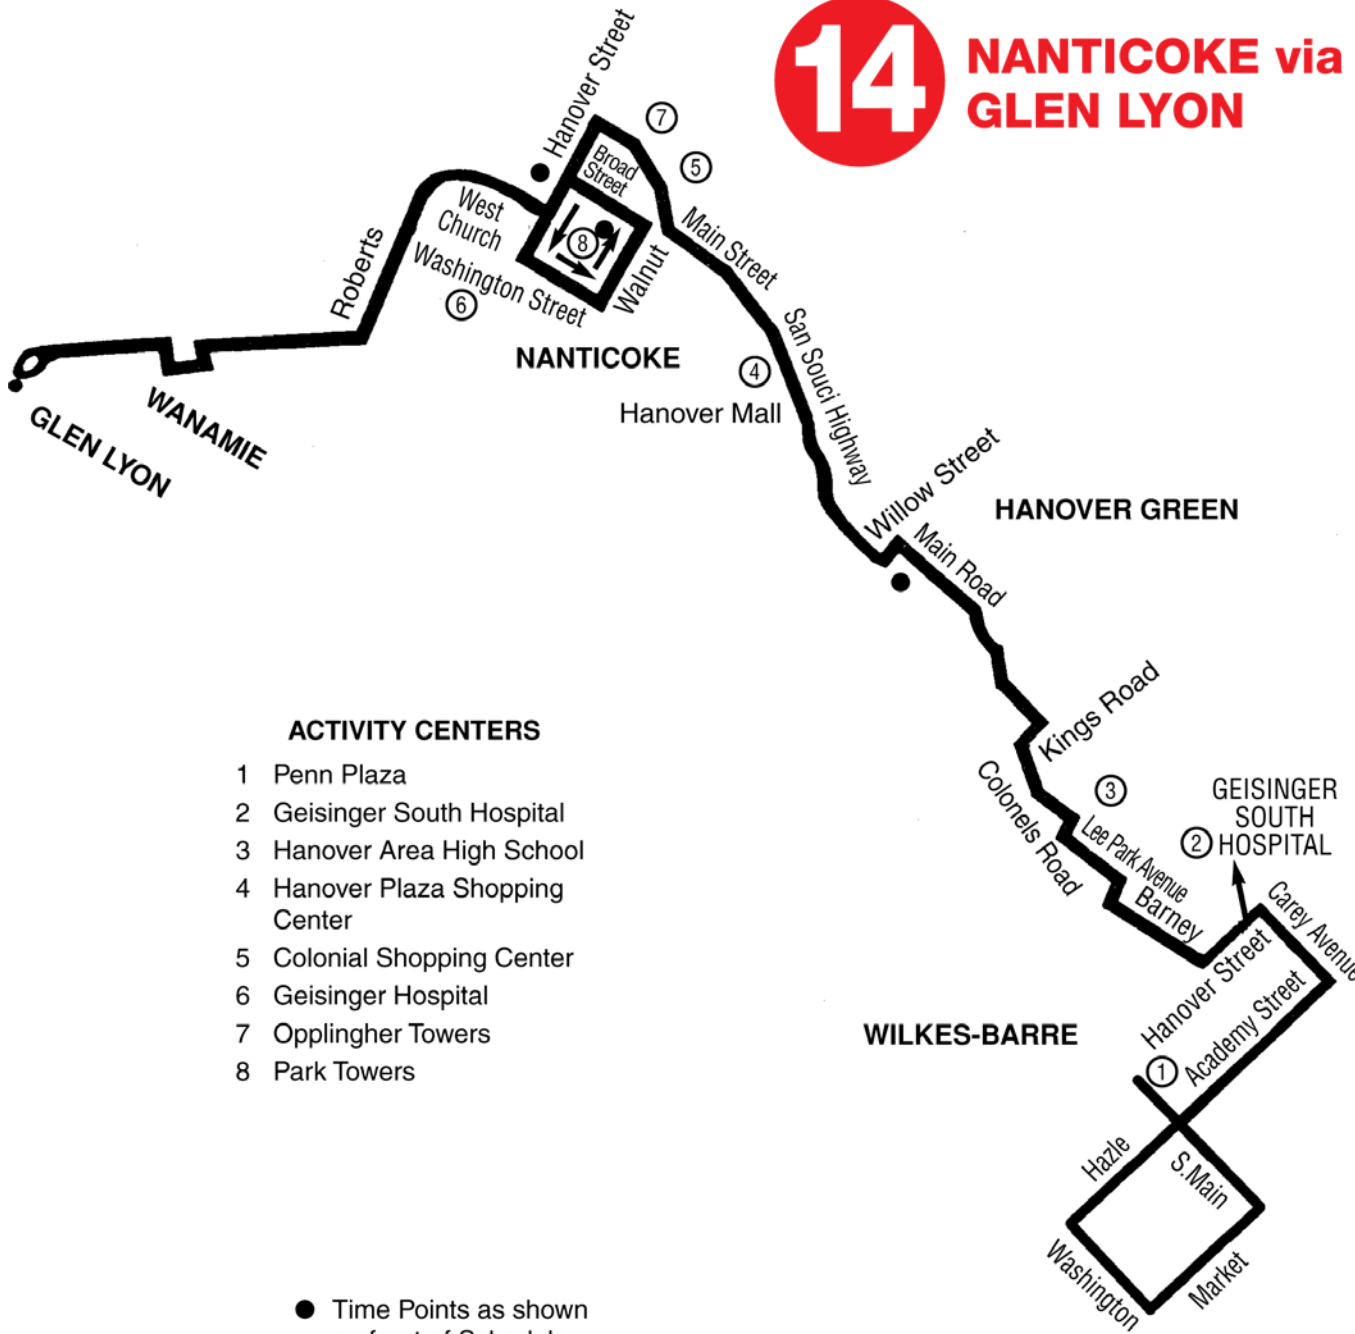 14
NANTICOKE via
GLEN LYON
Hanover Street
7
5
Broad
Street
West
Church
8
Main Street
Roberts
Washington Street
Walnut
6
NANTICOKE
4
Hanover Mall
San Souci Highway
WANAMIE
GLEN LYON
Willow Street
HANOVER GREEN
Main Road
Kings Road
Colonels Road
3
Lee Park Avenue
Barney
GEISINGER
SOUTH
2 HOSPITAL
Carey Avenue
Hanover Street
Academy Street
WILKES-BARRE
1
Hazle
S.Main
Washington
Market
ACTIVITY CENTERS
1 Penn Plaza
2 Geisinger South Hospital
3 Hanover Area High School
4 Hanover Plaza Shopping
Center
5 Colonial Shopping Center
6 Geisinger Hospital
7 Opplingher Towers
8 Park Towers
Time Points as shown